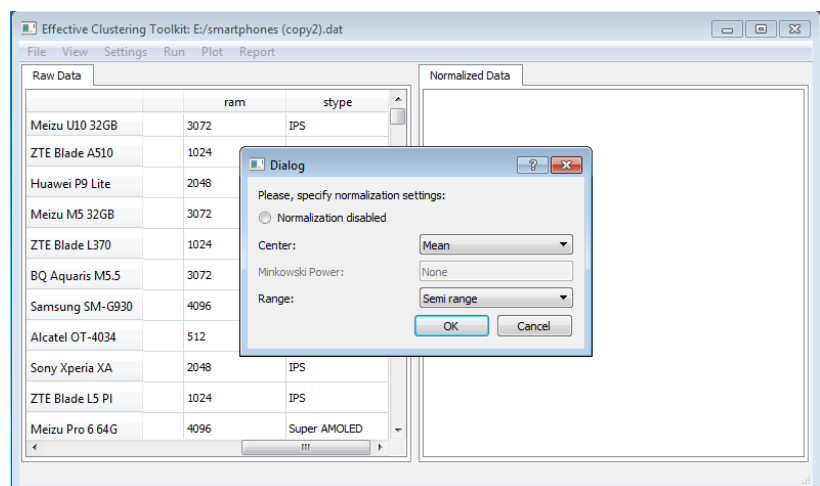 Effective Clustering Toolkit: E:/smartphones (copy2).dat
File View Settings Run Plot Report
Raw Data
Normalized Data
ram stype
Meizu U10 32GB 3072 IPS
ZTE Blade A510 1024
Huawei P9 Lite 2048
Meizu M5 32GB 3072
ZTE Blade L370 1024
BQ Aquaris M5.5 3072
Samsung SM-G930 4096
Alcatel OT-4034 512
Sony Xperia XA 2048 IPS
ZTE Blade L5 Pl 1024 IPS
Meizu Pro 6 64G 4096 Super AMOLED
Dialog
Please, specify normalization settings:
Normalization disabled
Center: Mean
Minkowski Power: None
Range: Semi range
OK Cancel